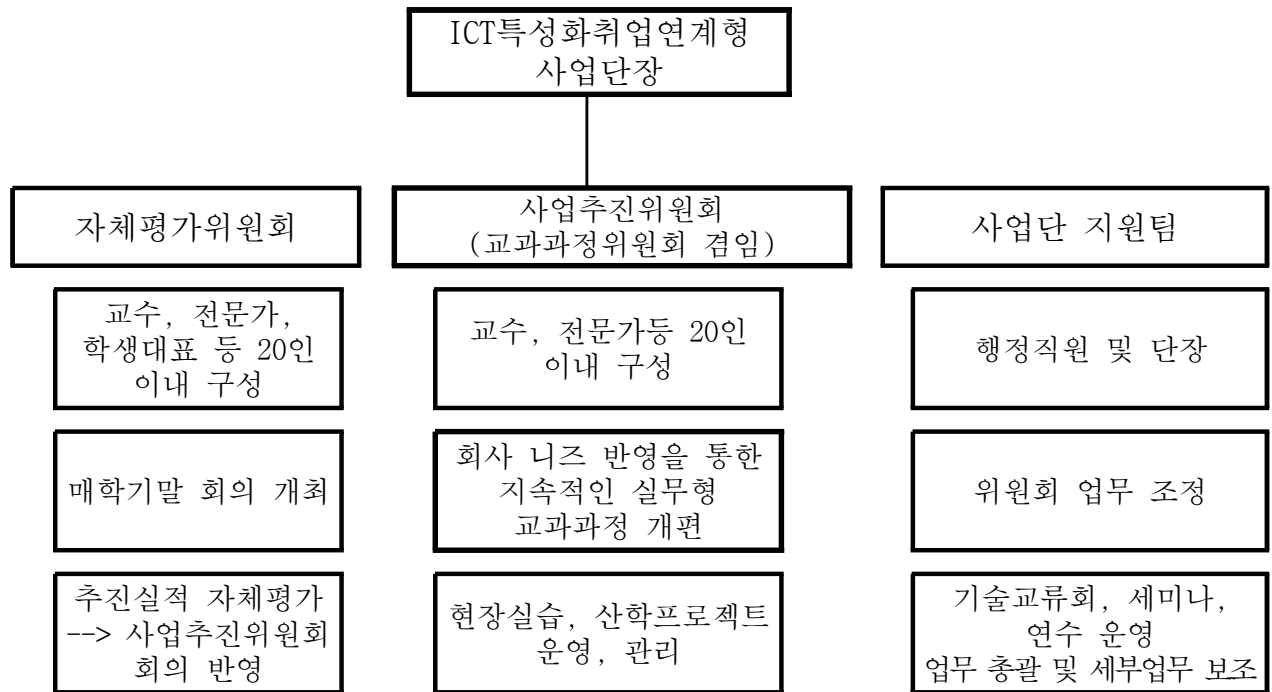 ICT특성화취업연계형
사업단장
자체평가위원회
사업추진위원회
(교과과정위원회 겸임)
사업단 지원팀
교수, 전문가,
학생대표 등 20인
이내 구성
교수, 전문가등 20인
이내 구성
행정직원 및 단장
매학기말 회의 개최
회사 니즈 반영을 통한
지속적인 실무형
교과과정 개편
위원회 업무 조정
추진실적 자체평가
--> 사업추진위원회
회의 반영
현장실습, 산학프로젝트
운영, 관리
기술교류회, 세미나,
연수 운영
업무 총괄 및 세부업무 보조